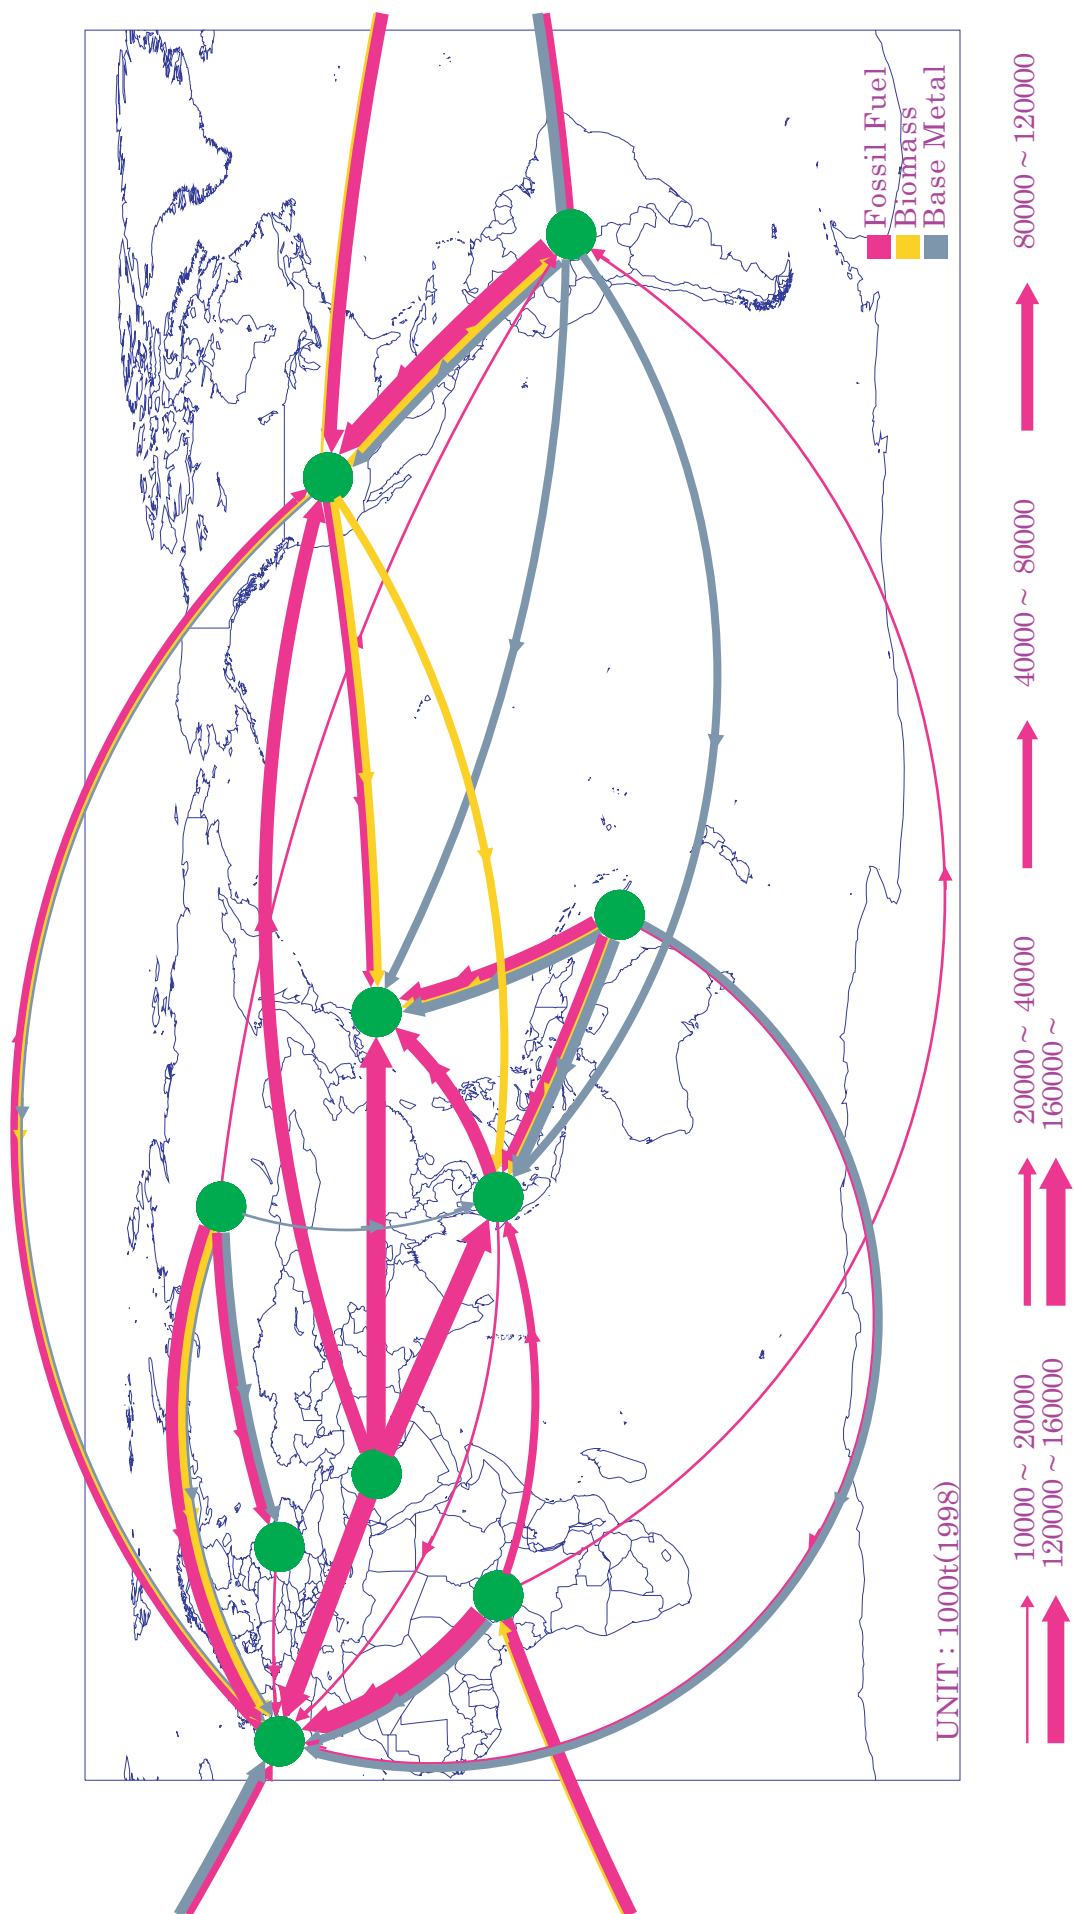 Fossil Fuel
Biomass
Base Metal
UNIT : 1000t(1998)
10000 ~ 20000
20000 ~ 40000
40000 ~ 80000
80000 ~ 120000
120000 ~ 160000
160000 ~